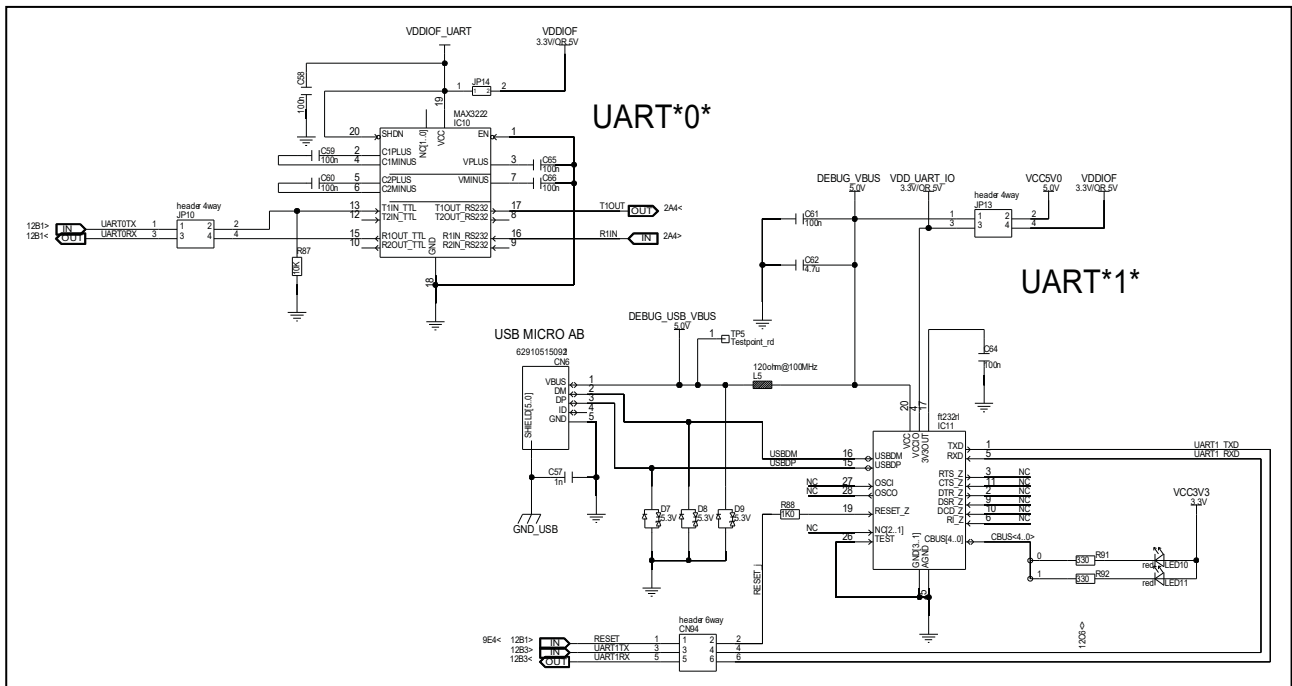 VDDIOF_UART
VDDIOF
3.3V/OR.5V
C58
100n
1
JP14
1 2
2
19
MAX3222
IC10
UART*0*
20
SHDN
NC[1..0]
VCC
EN
1
C59
100n
2
4
C1PLUS
C1MINUS
VPLUS
3
C65
100n
C60
100n
5
6
C2PLUS
C2MINUS
VMINUS
7
C66
100n
header 4way
JP10
12B1>
IN
UART0TX
1
1 2
2
12B1<
OUT
UART0RX
3
3 4
4
13
12
T1IN_TTL
T2IN_TTL
T1OUT_RS232
T2OUT_RS232
17
8
T1OUT
OUT
2A4<
15
10
R1OUT_TTL
R2OUT_TTL
R1IN_RS232
R2IN_RS232
16
9
R1IN
IN
2A4>
GND
18
R87
10K
DEBUG_VBUS
5.0V
VDD_UART_IO
3.3V/OR.5V
header 4way
JP13
VCC5V0
5.0V
VDDIOF
3.3V/OR.5V
1
3
1 2
3 4
2
4
C61
100n
C62
4.7u
UART*1*
USB MICRO AB
CN6
DEBUG_USB_VBUS
5.0V
1
TP5
Testpoint_rd
120ohm@100MHz
L5
C64
100n
SHIELD[5..0]
VBUS
DM
DP
ID
GND
1
2
3
4
5
C57
1n
GND_USB
20
4
17
ft232rl
IC11
VCC
VCCIO
3V3OUT
USBDM
16
USBDM
USBDP
15
USBDP
NC
27
OSCI
NC
28
OSCO
R88
1K0
19
RESET_Z
NC
NC[2..1]
26
TEST
GND[3..1]
AGND
TXD
1
UART1_TXD
RXD
5
UART1_RXD
RTS_Z
3
NC
CTS_Z
11
NC
DTR_Z
2
NC
DSR_Z
9
NC
DCD_Z
10
NC
RI_Z
6
NC
CBUS[4..0]
CBUS<4..0>
VCC3V3
3.3V
0
330
R91
red
LED10
1
330
R92
red
LED11
D7
5.3V
D8
5.3V
D9
5.3V
header 6way
CN94
9E4<
12B1>
IN
RESET
1
1 2
2
12B3>
IN
UART1TX
3
3 4
4
12B3<
OUT
UART1RX
5
5 6
6